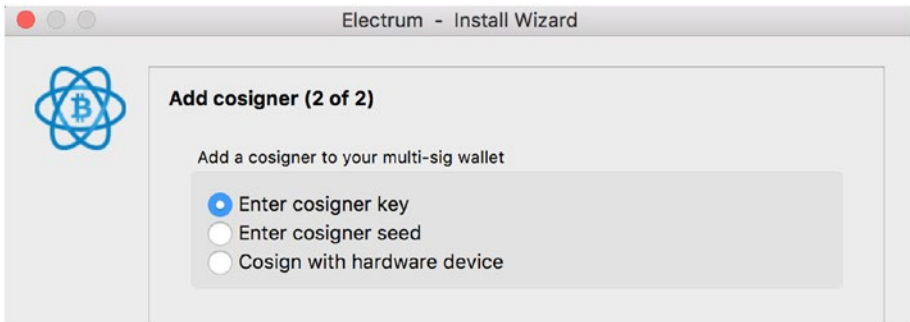 Electrum - Install Wizard
Add cosigner (2 of 2)
Add a cosigner to your multi-sig wallet
Enter cosigner key
Enter cosigner seed
Cosign with hardware device